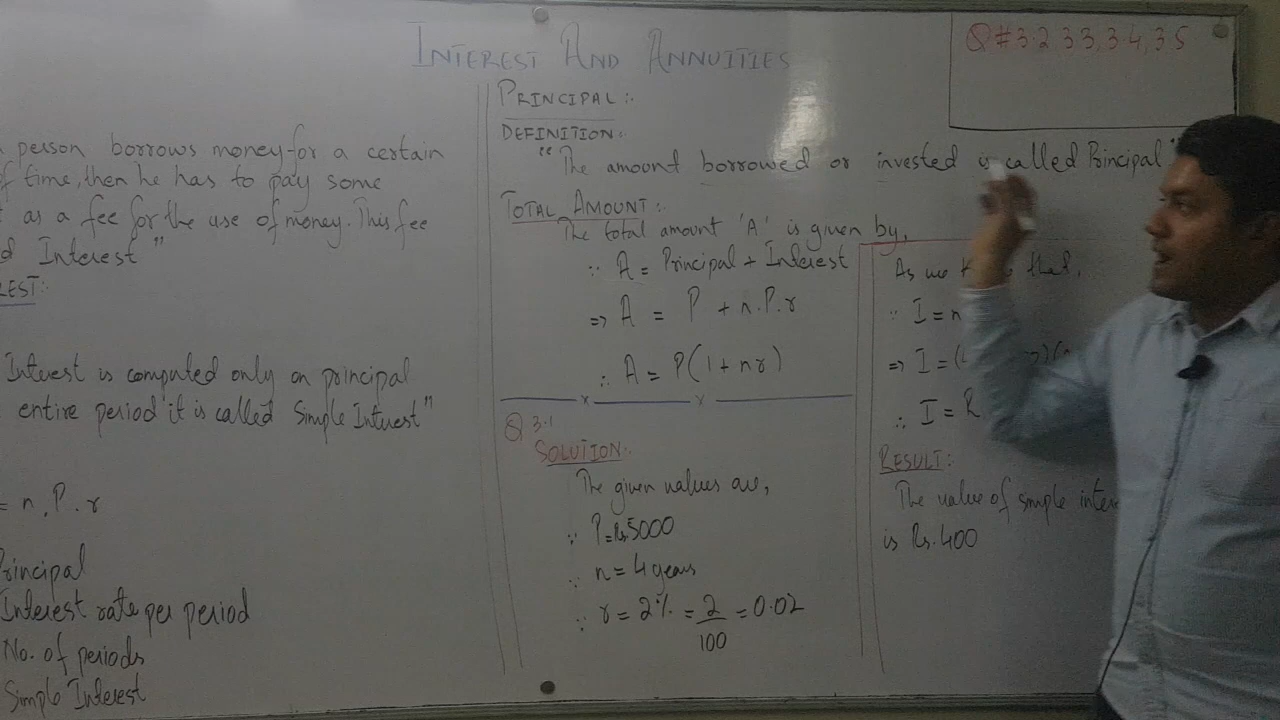 INTEREST AND ANNUITIES
Q # 3.2 3 3, 3 4, 3 5
person borrows money for a certain
of time, then he has to pay some
as a fee for the use of money. This fee
Interest"
REST:
Interest is computed only on principal
entire period it is called Simple Interest"
= n . P . r
Principal
Interest rate per period
No. of periods
Simple Interest
PRINCIPAL:
DEFINITION:
"The amount borrowed or invested is called Principal"
TOTAL AMOUNT:
The total amount 'A' is given by,
∵ A = Principal + Interest
=> A = P + n.P.r
∴ A = P(1 + nr)
Q 3.1
SOLUTION:
The given values are,
∵ P = Rs.5000
∵ n = 4 years
∵ r = 2% = 2/100 = 0.02
As we that,
∵ I = n
=> I = (
∴ I = R
RESULT:
The value of simple
is Rs. 400